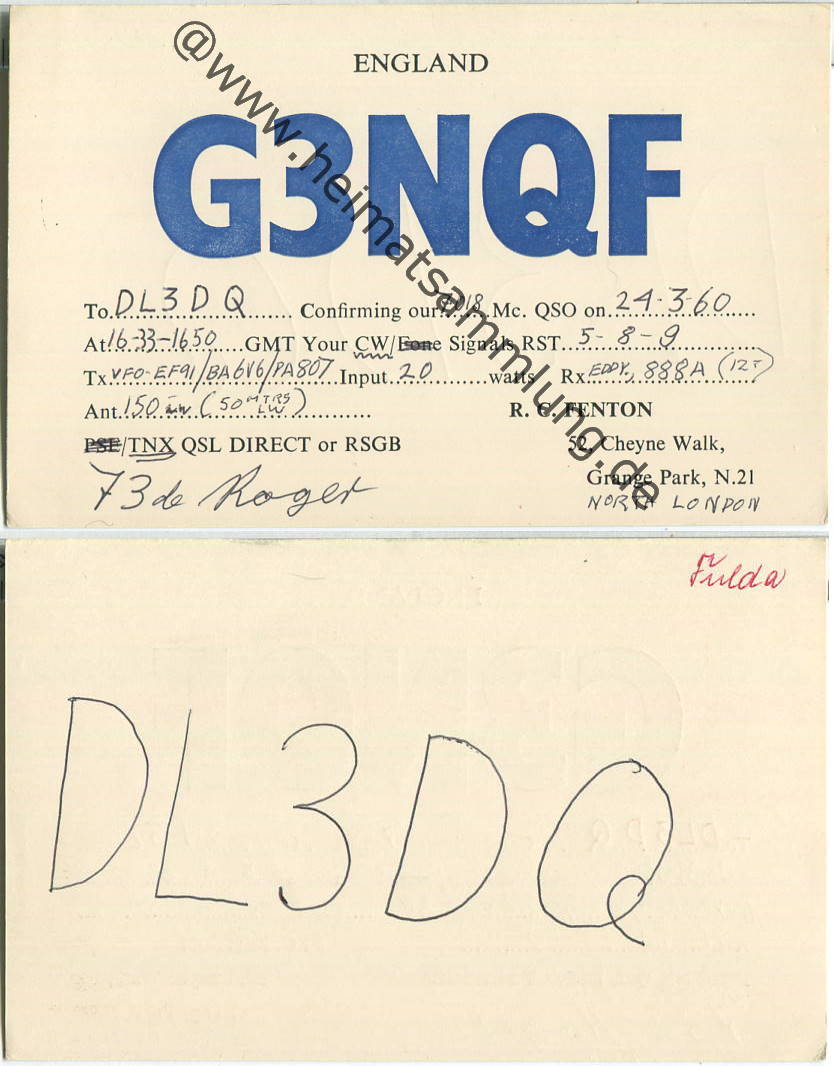 ENGLAND
G3NQF
To DL3DQ Confirming our 7018 Mc. QSO on 24-3-60
At 16-33-1650 GMT Your CW/Fone Signals RST 5-8-9
Tx VFO-EF91/BA6V6/PA807 Input 20 watts Rx EDDY, 888A (12T)
Ant. 150 (50 MTRS LW)
R. C. FENTON
PSE/TNX QSL DIRECT or RSGB
52, Cheyne Walk,
Grange Park, N.21
73 de Roger
NORTH LONDON
@www.heimatsammlung.de
Fulda
DL3DQ